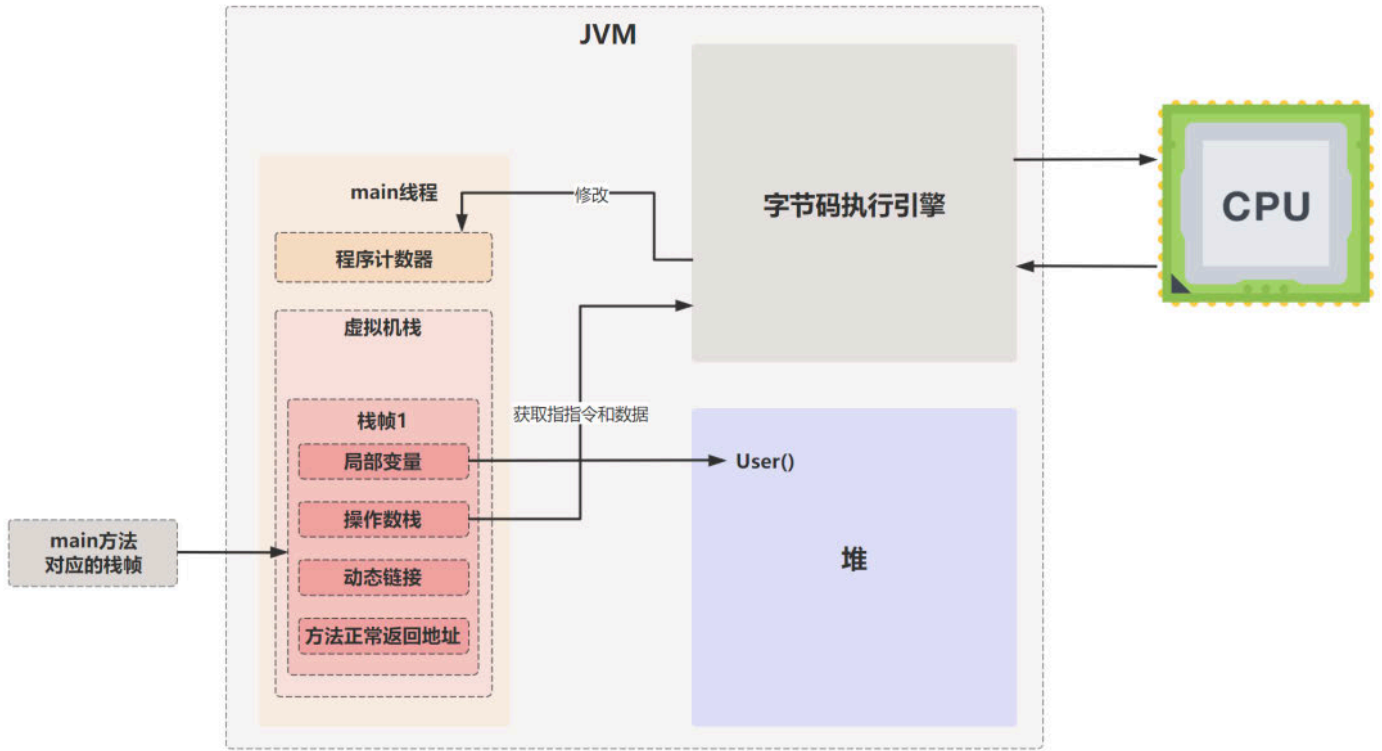 JVM
main线程
修改
字节码执行引擎
CPU
程序计数器
虚拟机栈
栈帧1
获取指指令和数据
局部变量
User()
操作数栈
main方法
对应的栈帧
堆
动态链接
方法正常返回地址